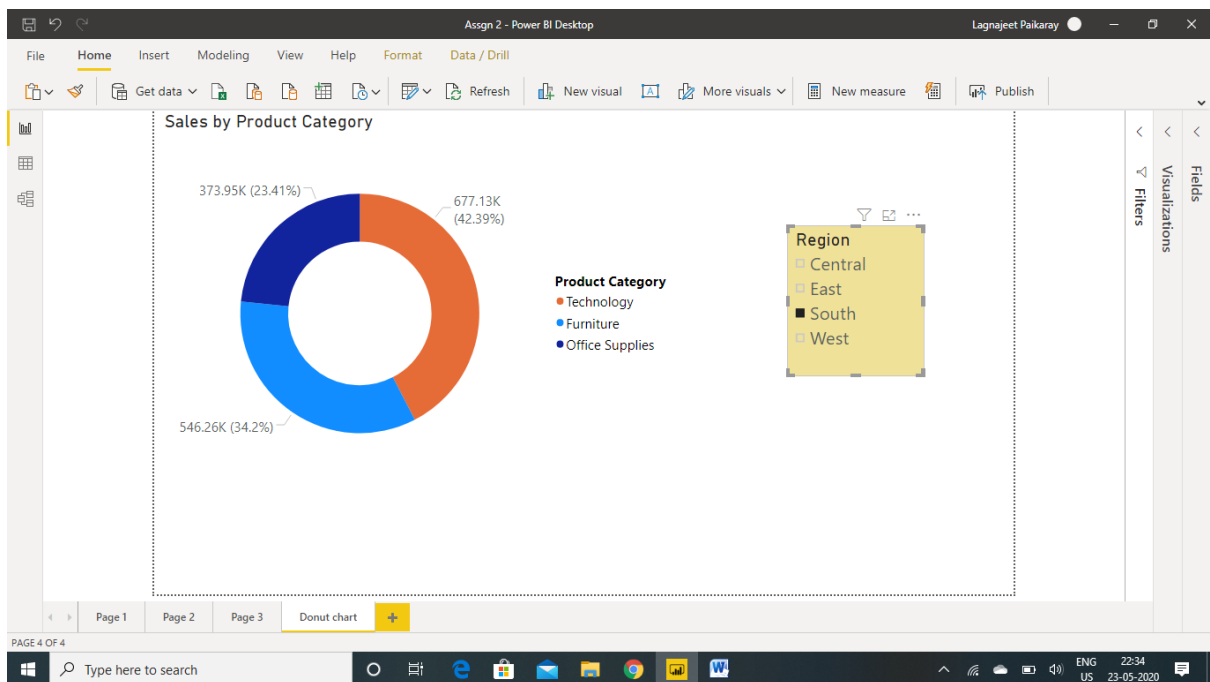 Assgn 2 - Power BI Desktop
Lagnajeet Paikaray
File Home Insert Modeling View Help Format Data / Drill
Get data Refresh New visual More visuals New measure Publish
Sales by Product Category
373.95K (23.41%)
677.13K
(42.39%)
546.26K (34.2%)
Product Category
Technology
Furniture
Office Supplies
Region
Central
East
South
West
Filters
Visualizations
Fields
Page 1 Page 2 Page 3 Donut chart +
PAGE 4 OF 4
Type here to search
ENG
US
22:34
23-05-2020